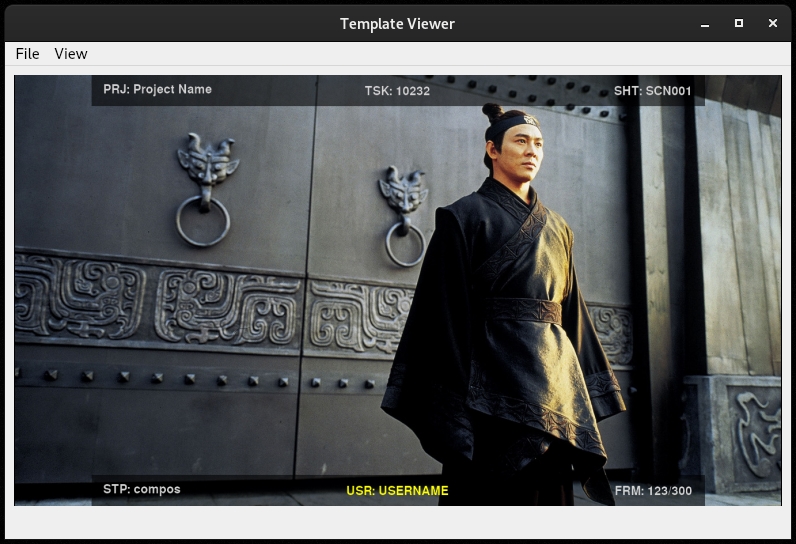 Template Viewer
File View
PRJ: Project Name TSK: 10232 SHT: SCN001
STP: compos USR: USERNAME FRM: 123/300